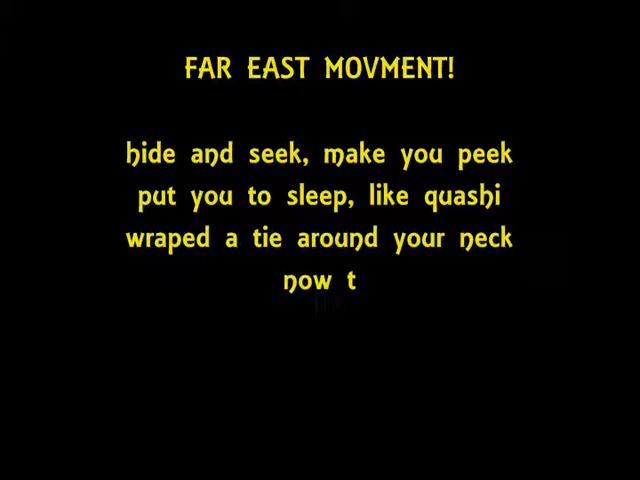 FAR EAST MOVMENT!
hide and seek, make you peek
put you to sleep, like quashi
wraped a tie around your neck
now t